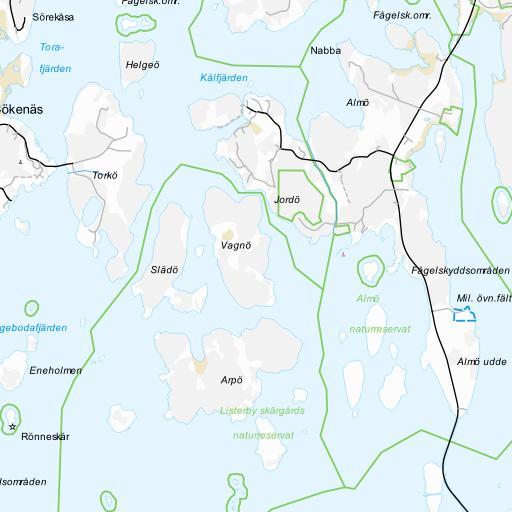 Fågelsk.omr.
Sörekåsa
Fågelsk.omr.
Tora-
fjärden
Nabba
Helgeö
Kålfjärden
Almö
ökenäs
Torkö
Jordö
Vagnö
Slädö
Fågelskyddsområden
Almö
naturreservat
Mil. övn.fält
gebodafjärden
Almö udde
Eneholmen
Arpö
Listerby skärgårds
naturreservat
Rönneskär
dsområden